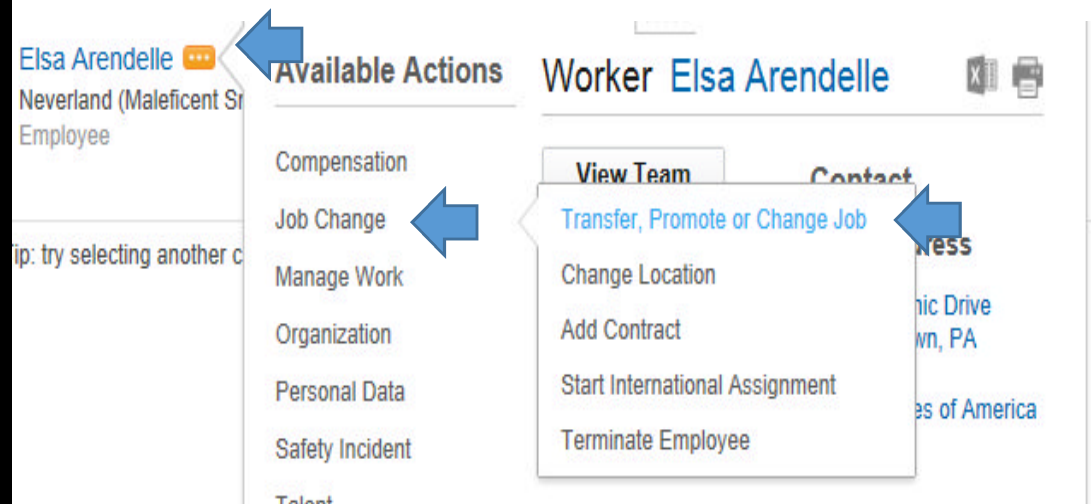 Elsa Arendelle
Neverland (Maleficent
Employee
ip: try selecting another c
Available Actions
Compensation
Job Change
Manage Work
Organization
Personal Data
Safety Incident
Talent
Worker Elsa Arendelle
View Team
Contact
Transfer, Promote or Change Job
Change Location
Add Contract
Start International Assignment
Terminate Employee
ress
nic Drive
wn, PA
es of America